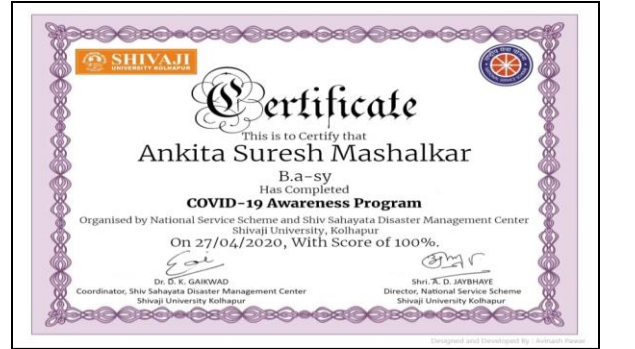 SHIVAJI
UNIVERSITY KOLHAPUR
Certificate
This is to Certify that
Ankita Suresh Mashalkar
B.a-sy
Has Completed
COVID-19 Awareness Program
Organised by National Service Scheme and Shiv Sahayata Disaster Management Center
Shivaji University, Kolhapur
On 27/04/2020, With Score of 100%.
Dr. D. K. GAIKWAD
Coordinator, Shiv Sahayata Disaster Management Center
Shivaji University Kolhapur
Shri. A. D. JAYBHAYE
Director, National Service Scheme
Shivaji University Kolhapur
Designed and Developed By : Avinash Pawar